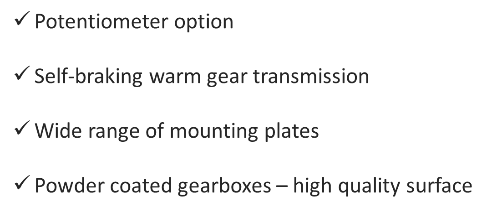 ✓ Potentiometer option
✓ Self-braking warm gear transmission
✓ Wide range of mounting plates
✓ Powder coated gearboxes – high quality surface